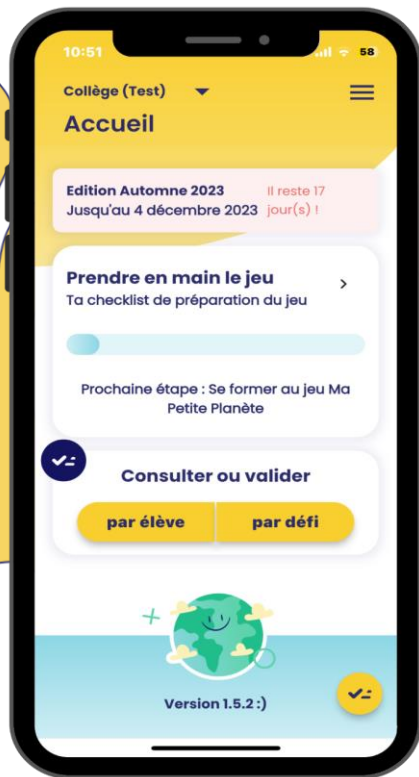 10:51
58
Collège (Test)
Accueil
Edition Automne 2023
Il reste 17
Jusqu'au 4 décembre 2023
jour(s) !
Prendre en main le jeu
Ta checklist de préparation du jeu
Prochaine étape : Se former au jeu Ma
Petite Planète
Consulter ou valider
par élève
par défi
Version 1.5.2 :)